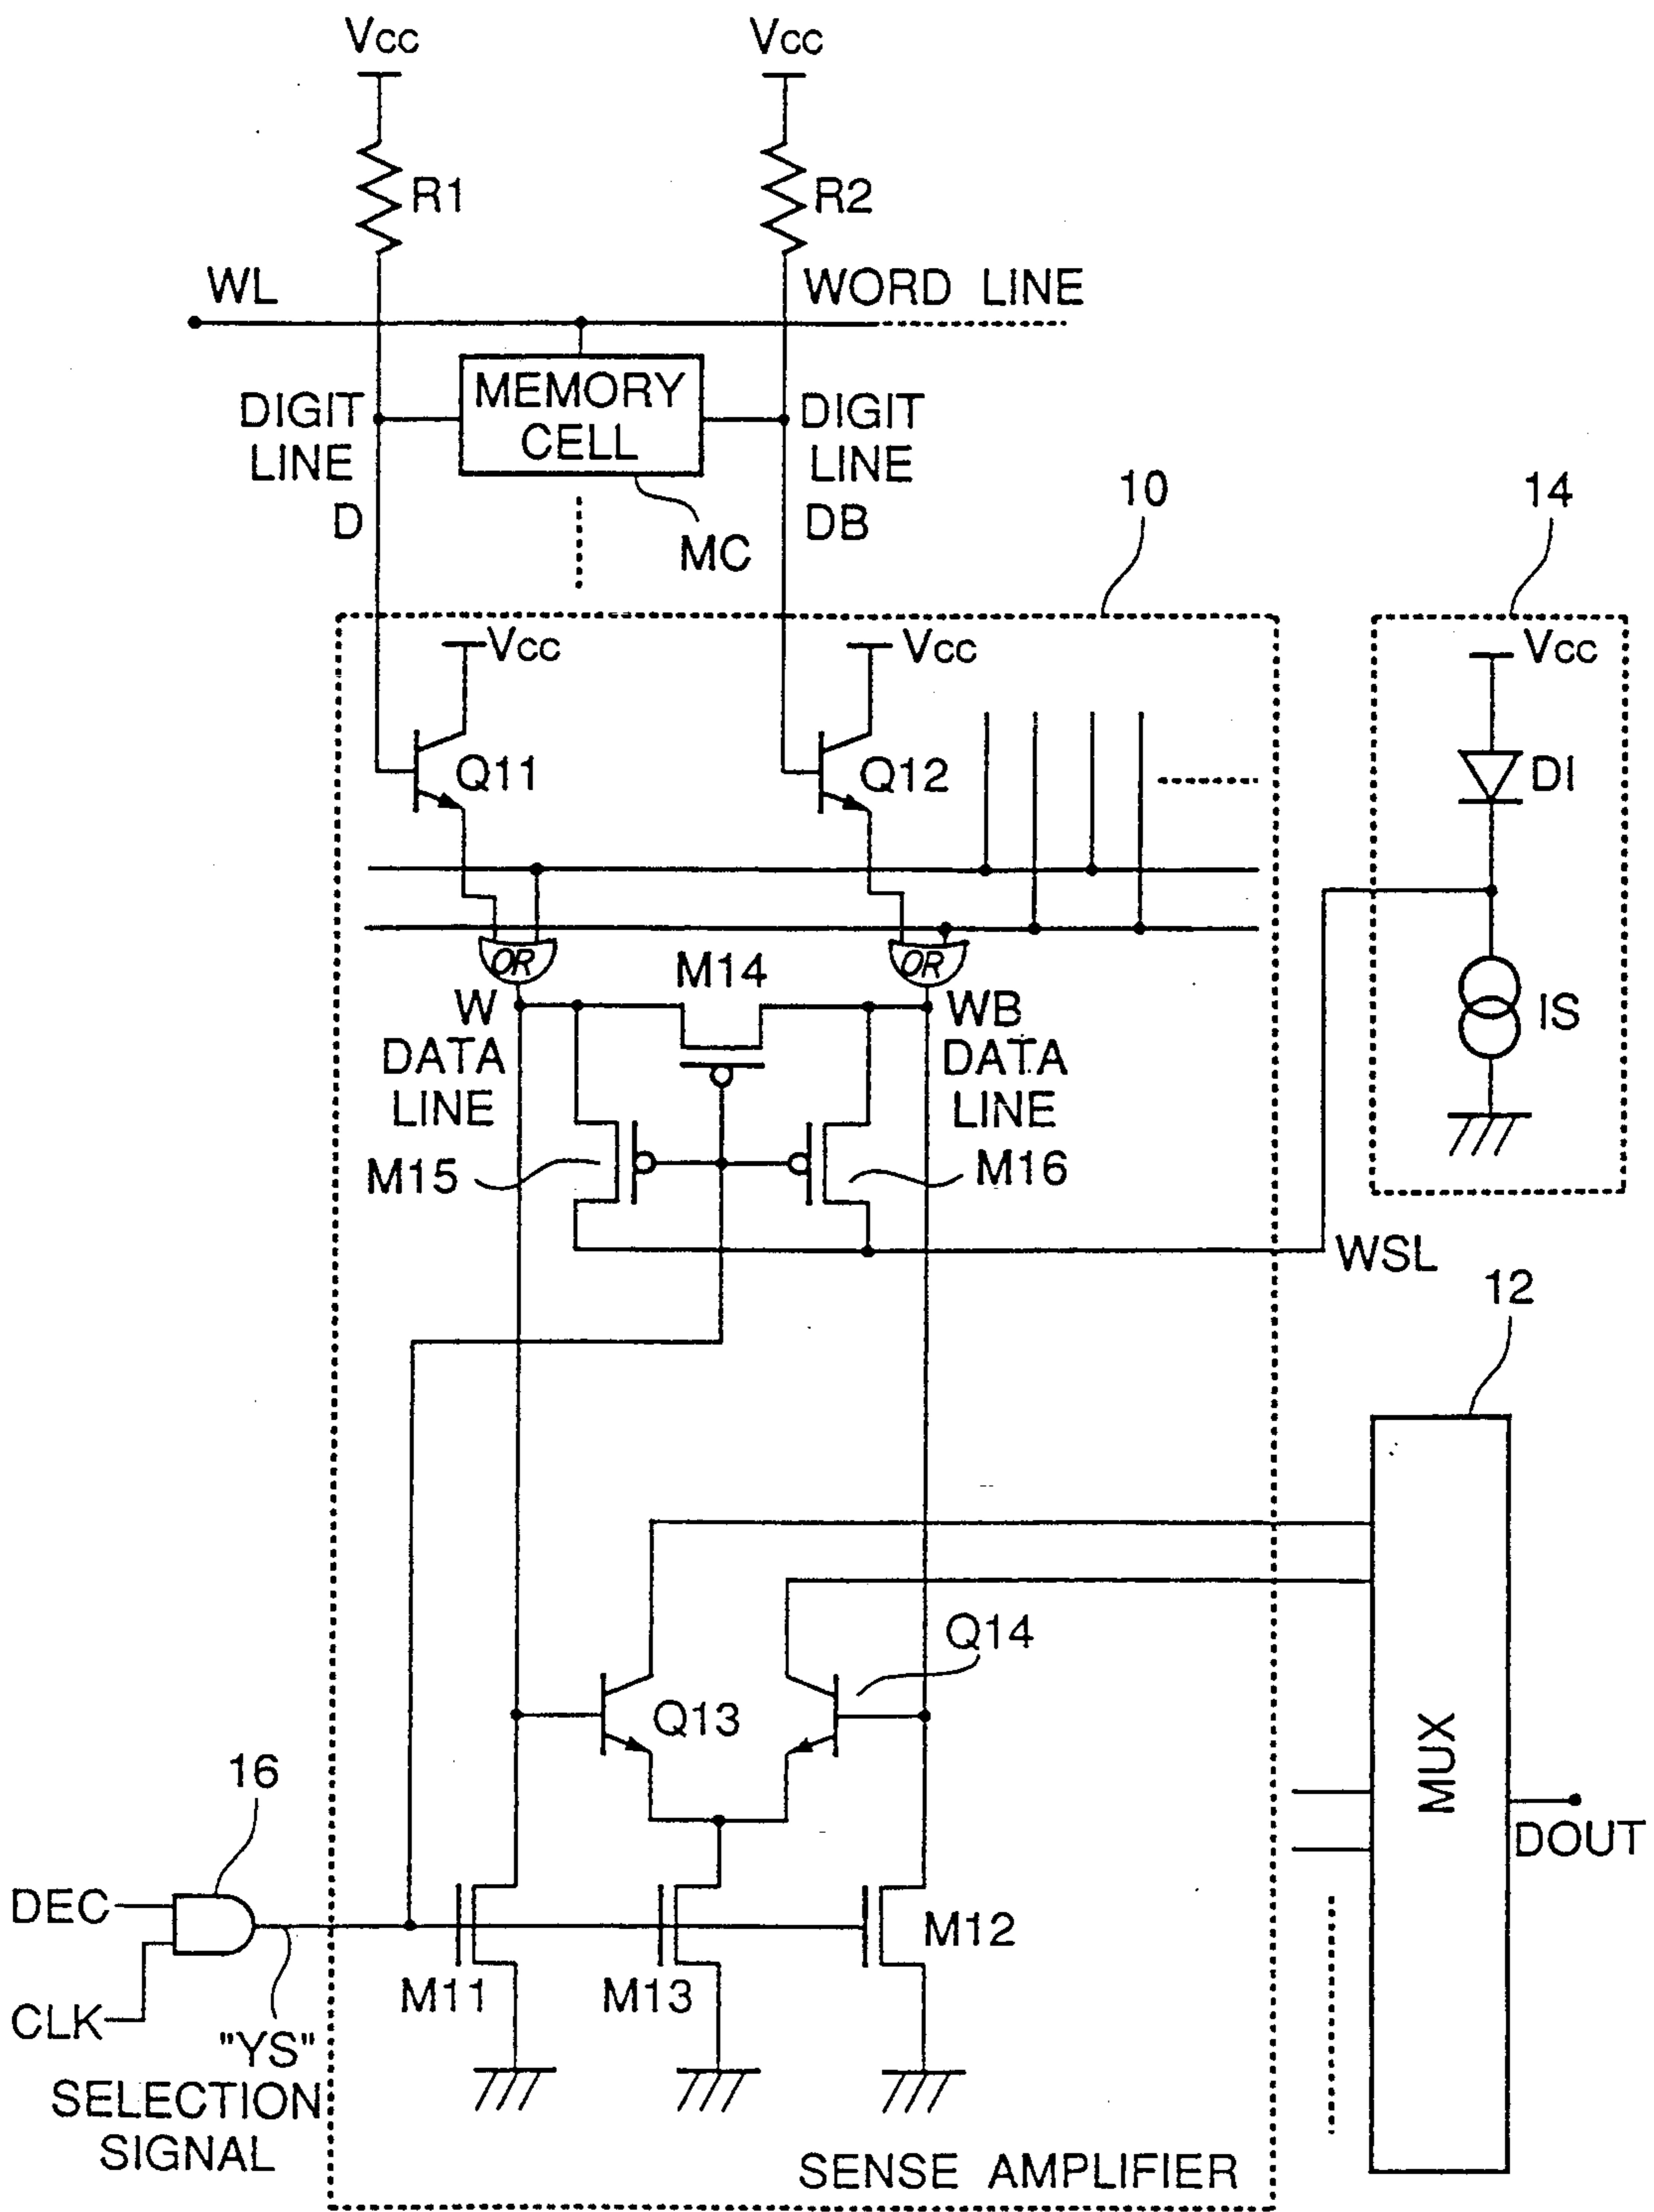 Vcc
Vcc
R1
R2
WL
WORD LINE
MEMORY
CELL
DIGIT
LINE
D
DIGIT
LINE
DB
MC
10
14
Vcc
Vcc
Vcc
Q11
Q12
DI
OR
OR
M14
W
DATA
LINE
WB
DATA
LINE
IS
M15
M16
WSL
12
Q14
Q13
MUX
16
DOUT
DEC
CLK
M11
M13
M12
"YS"
SELECTION
SIGNAL
SENSE AMPLIFIER